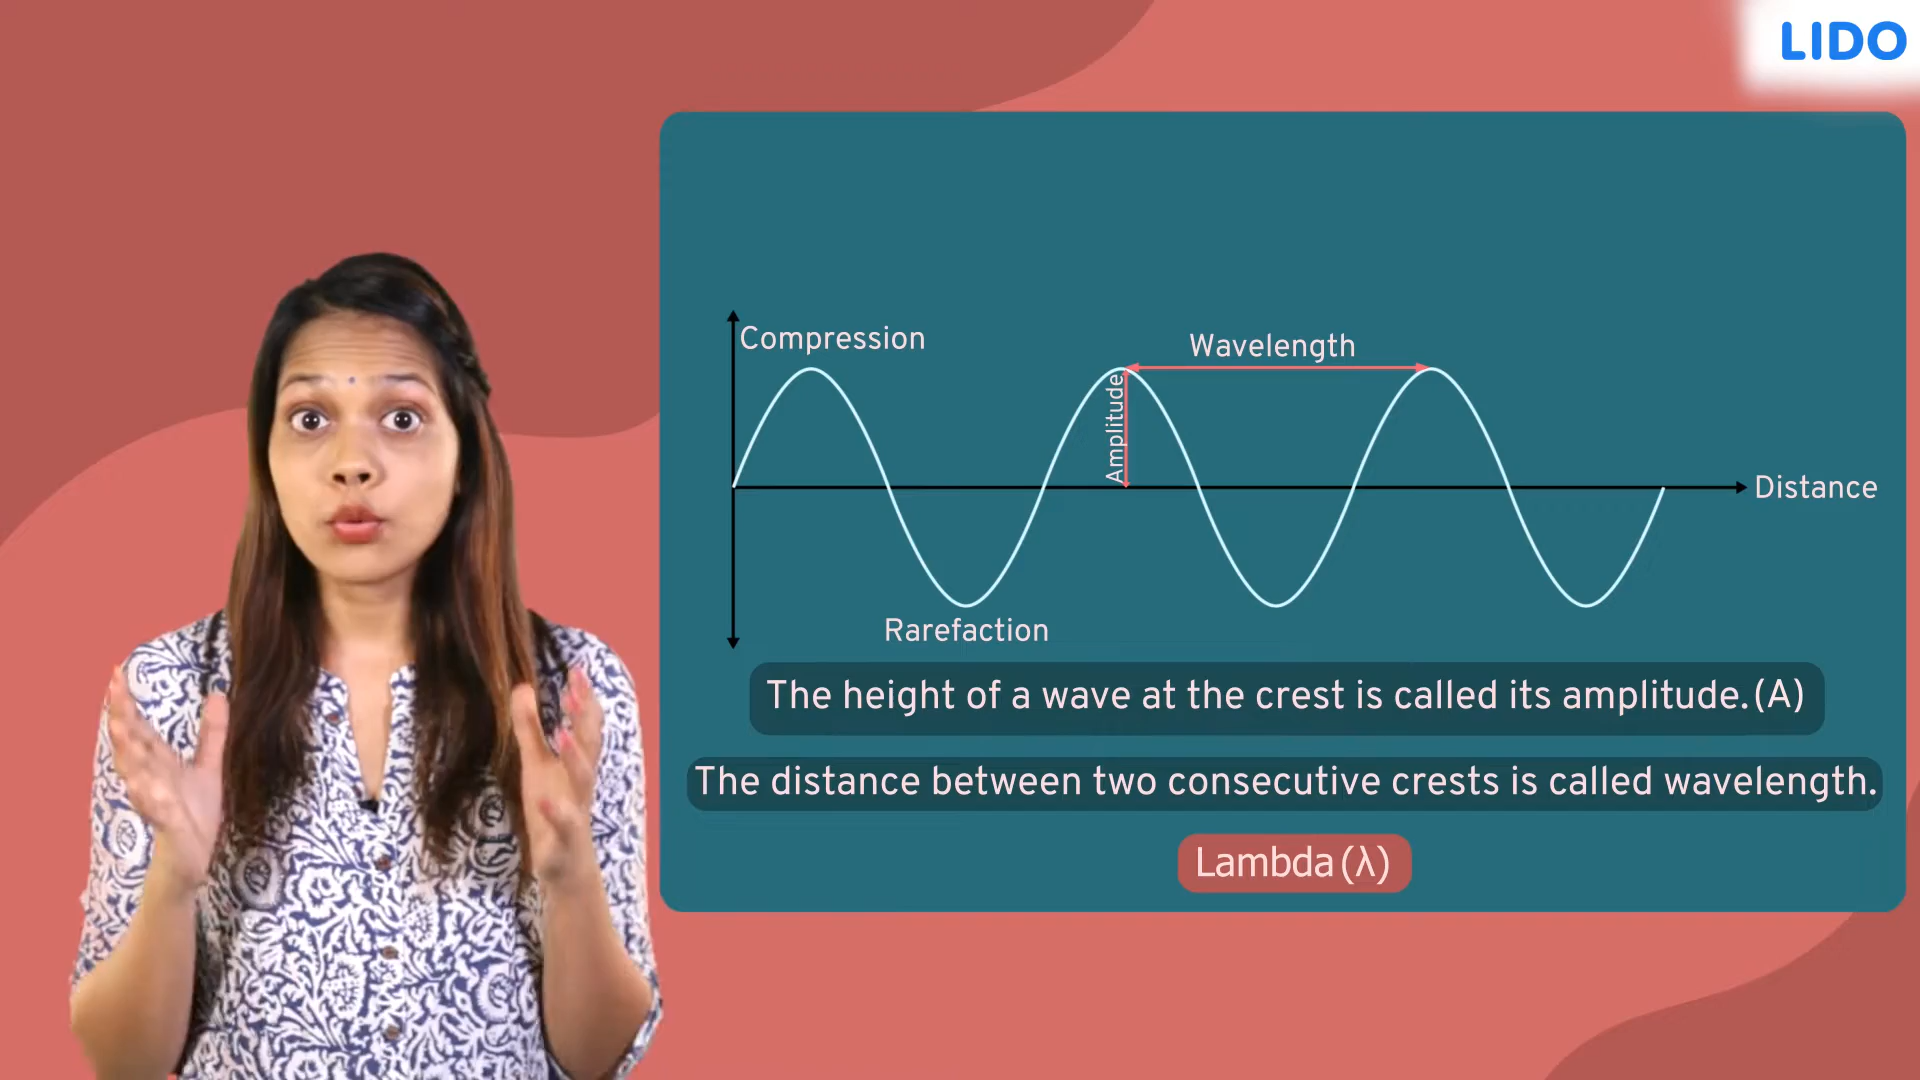 LIDO
Compression
Wavelength
Amplitude
Distance
Rarefaction
The height of a wave at the crest is called its amplitude.(A)
The distance between two consecutive crests is called wavelength.
Lambda (λ)